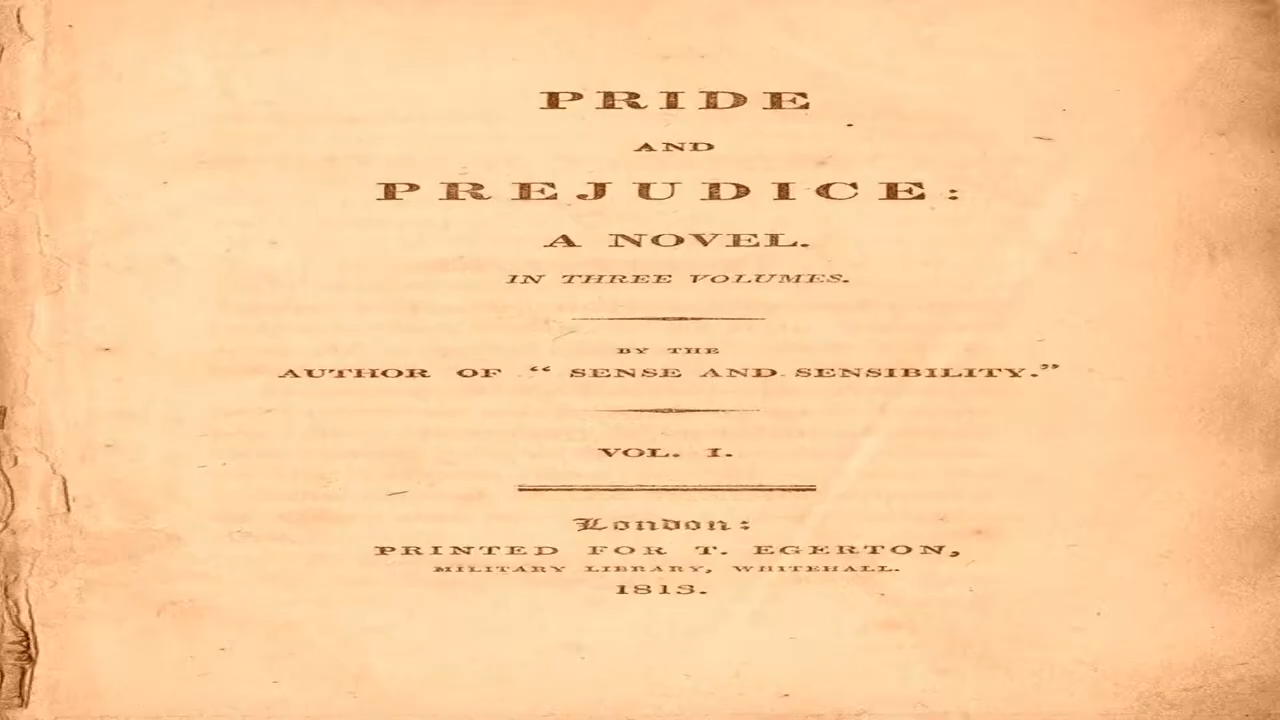 PRIDE
AND
PREJUDICE:
A NOVEL.
IN THREE VOLUMES.
BY THE
AUTHOR OF “ SENSE AND SENSIBILITY.”
VOL. I.
London:
PRINTED FOR T. EGERTON,
MILITARY LIBRARY, WHITEHALL.
1813.